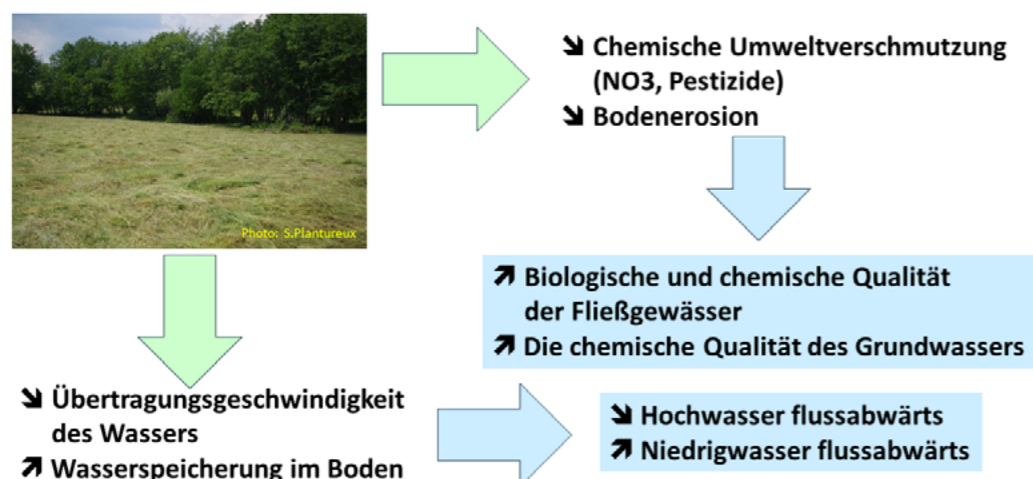 ↘ Chemische Umweltverschmutzung
(NO3, Pestizide)
↘ Bodenerosion
Photo: S.Plantureux
↗ Biologische und chemische Qualität
der Fließgewässer
↗ Die chemische Qualität des Grundwassers
↘ Übertragungsgeschwindigkeit
des Wassers
↗ Wasserspeicherung im Boden
↘ Hochwasser flussabwärts
↗ Niedrigwasser flussabwärts